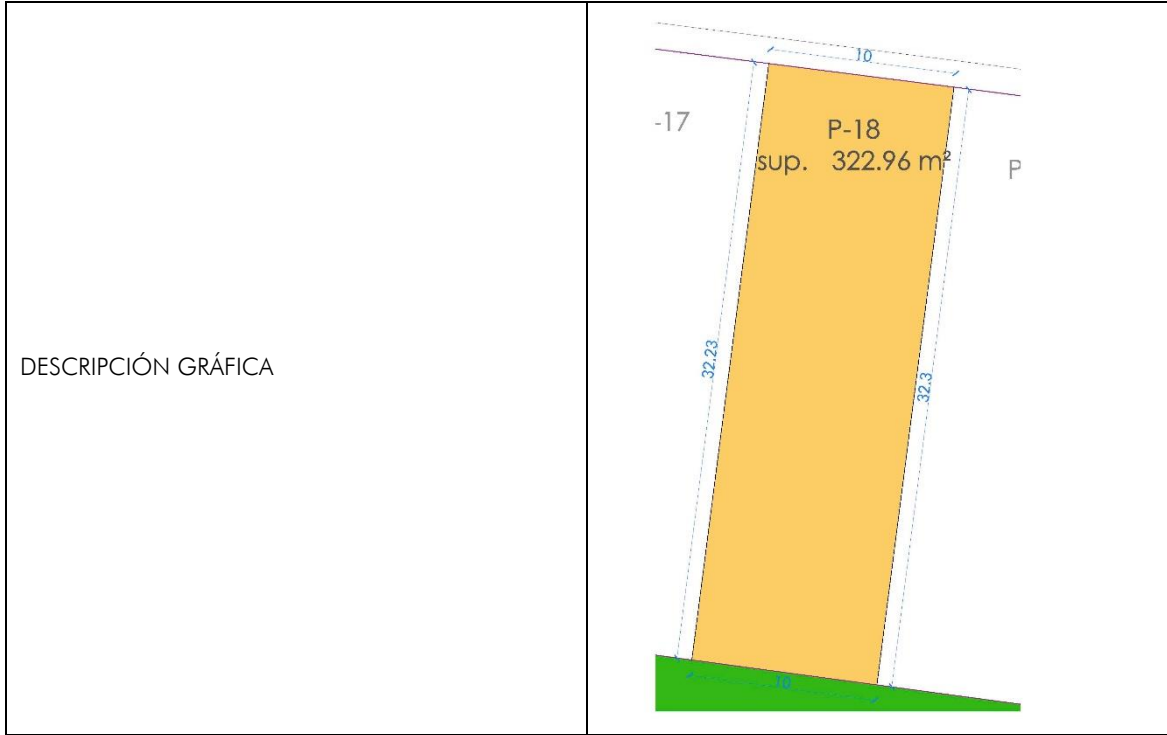 DESCRIPCIÓN GRÁFICA
10
-17
P-18
P
sup. 322.96 m²
32.23
32.3
10